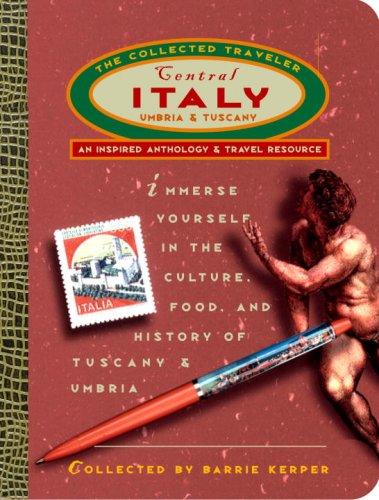 THE COLLECTED TRAVELER
Central
ITALY
UMBRIA & TUSCANY
AN INSPIRED ANTHOLOGY & TRAVEL RESOURCE
immerse
yourself
in the
culture,
food, and
history of
Tuscany &
Umbria
ITALIA
Collected by Barrie Kerper